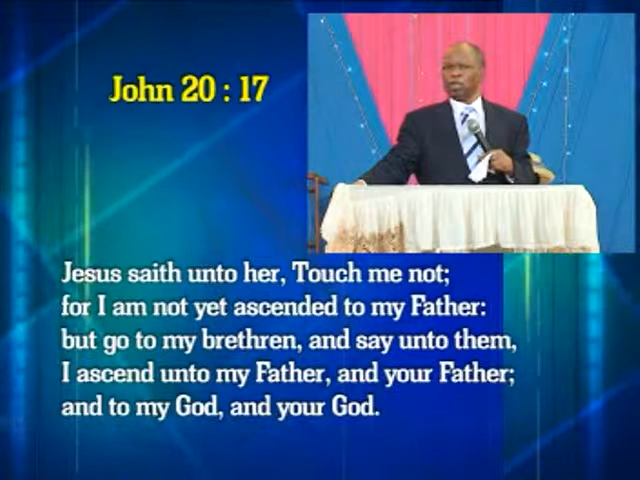 John 20 : 17
Jesus saith unto her, Touch me not;
for I am not yet ascended to my Father:
but go to my brethren, and say unto them,
I ascend unto my Father, and your Father;
and to my God, and your God.